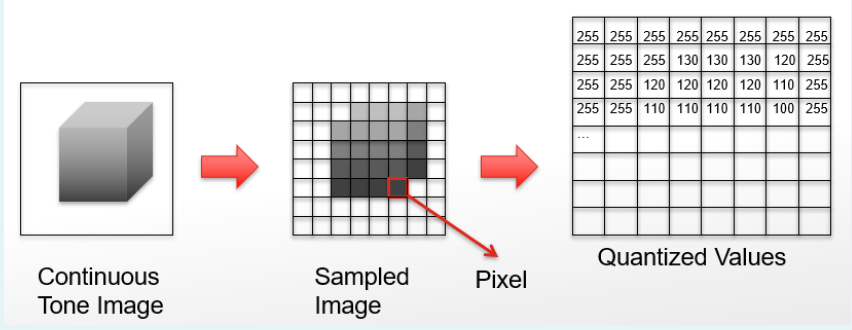 255 255 255 255 255 255 255 255
255 255 255 130 130 130 120 255
255 255 120 120 120 120 110 255
255 255 110 110 110 110 100 255
...
Continuous
Tone Image
Sampled
Image
Pixel
Quantized Values